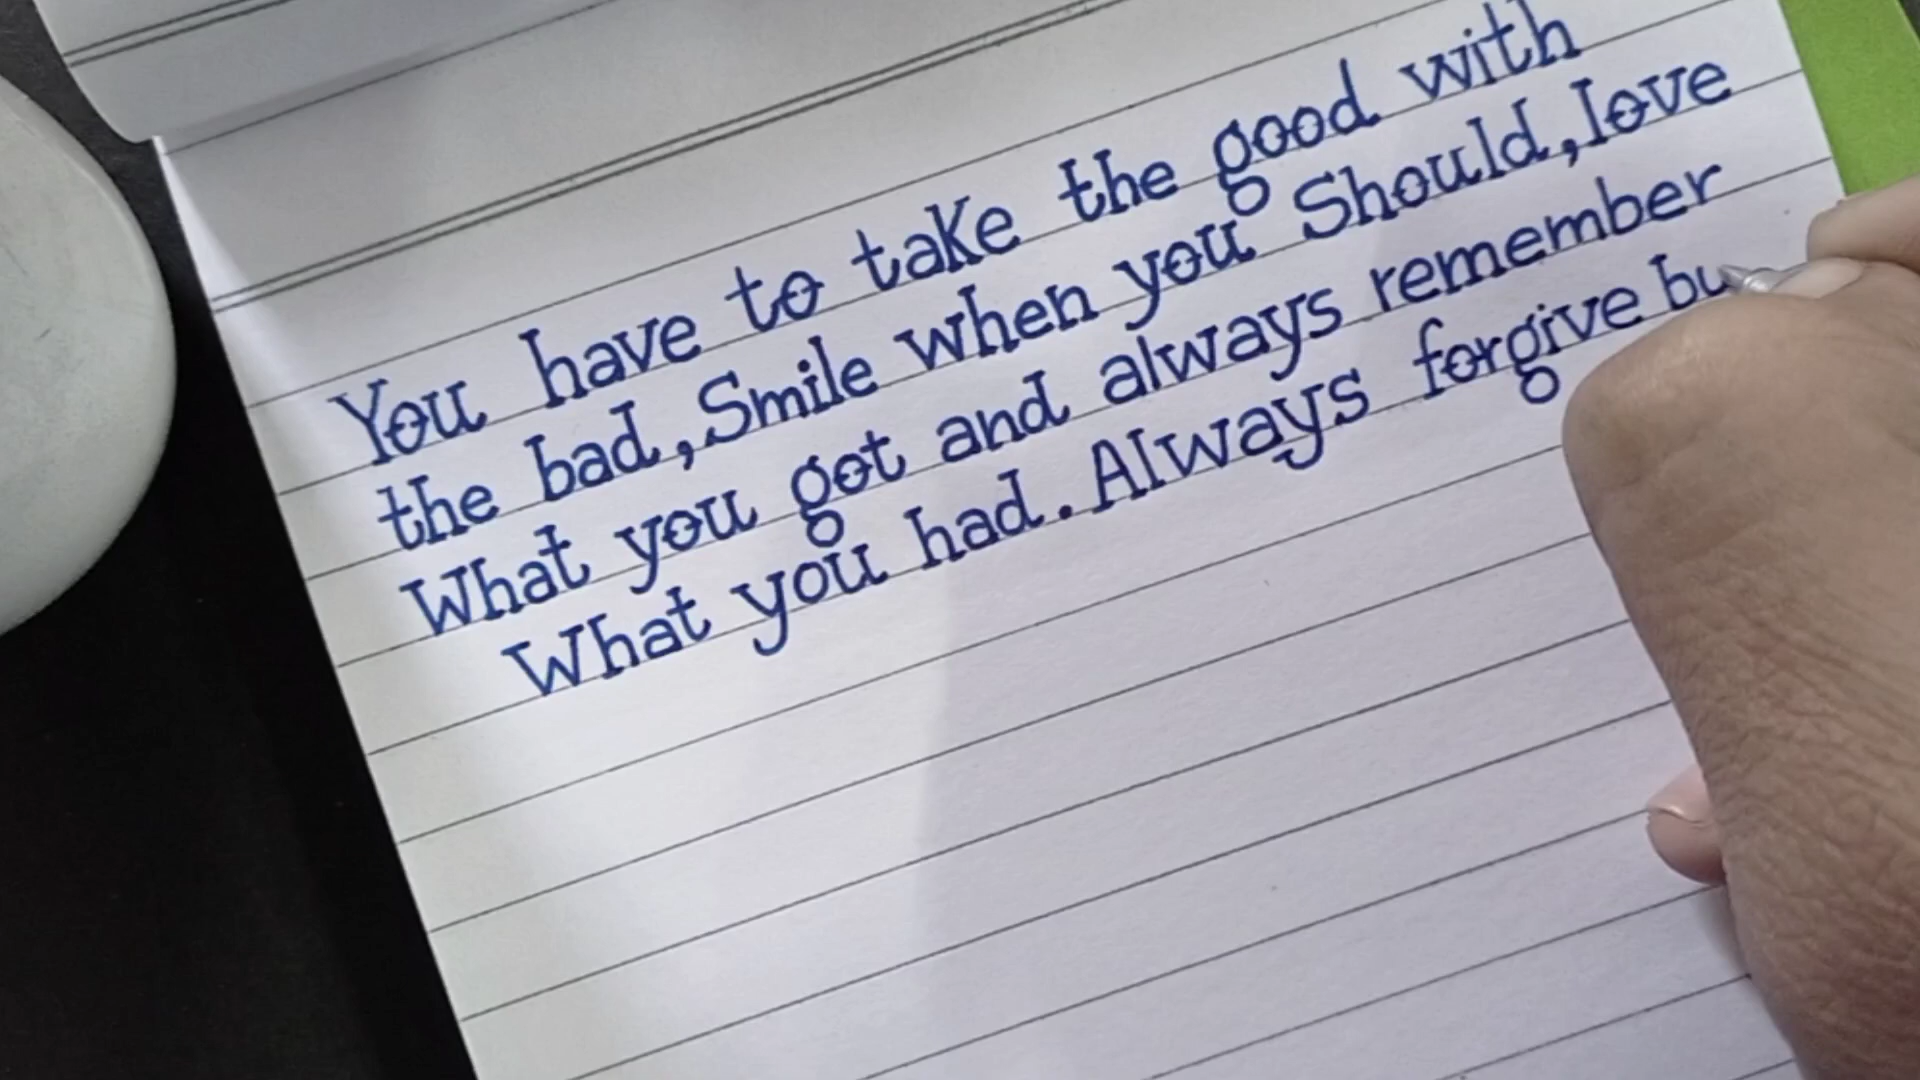 You have to taKe the good with
the bad, Smile when you Should, love
What you got and always remember
What you had. Always forgive bu